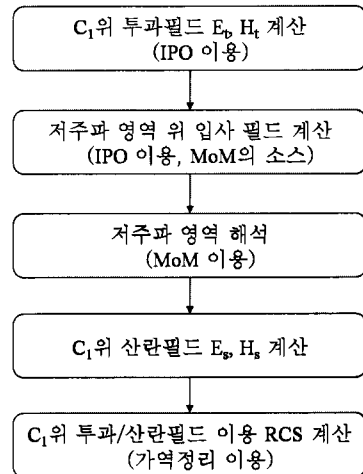 C₁위 투과필드 Eₜ, Hₜ 계산
(IPO 이용)
저주파 영역 위 입사 필드 계산
(IPO 이용, MoM의 소스)
저주파 영역 해석
(MoM 이용)
C₁위 산란필드 Eₛ, Hₛ 계산
C₁위 투과/산란필드 이용 RCS 계산
(가역정리 이용)